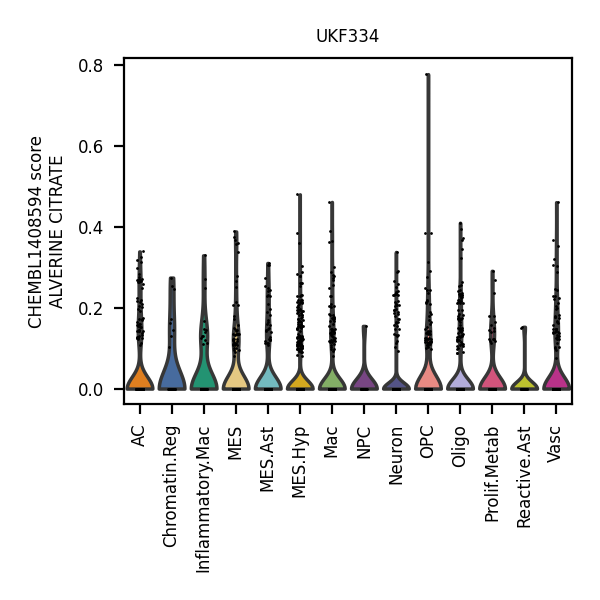 UKF334
CHEMBL1408594 score
ALVERINE CITRATE
0.8
0.6
0.4
0.2
0.0
AC
Chromatin.Reg
Inflammatory.Mac
MES
MES.Ast
MES.Hyp
Mac
NPC
Neuron
OPC
Oligo
Prolif.Metab
Reactive.Ast
Vasc